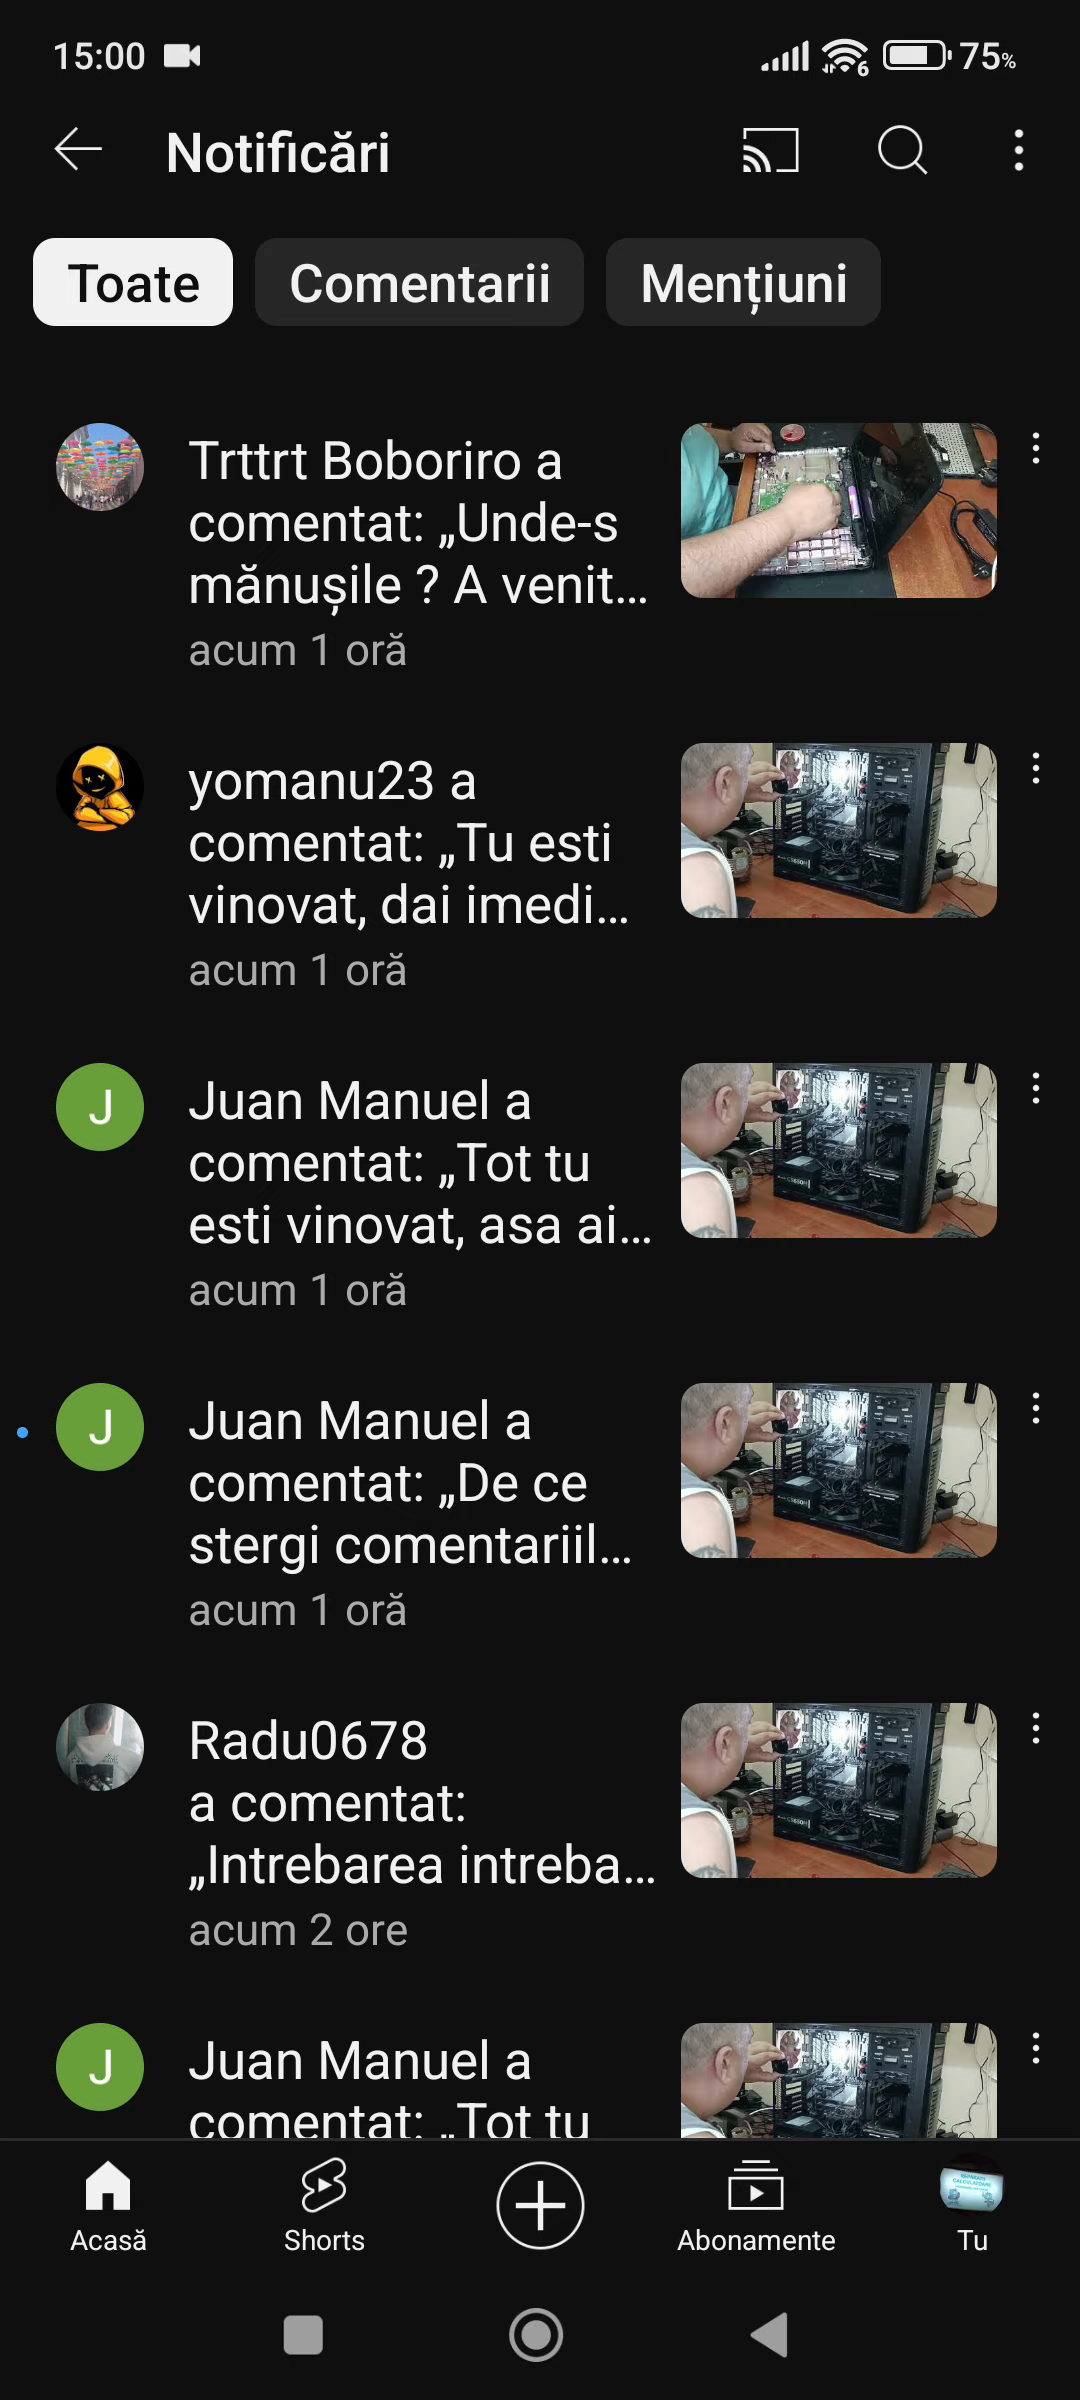 15:00
75%
Notificări
Toate
Comentarii
Mențiuni
Trttrt Boboriro a
comentat: „Unde-s
mănușile ? A venit...
acum 1 oră
yomanu23 a
comentat: „Tu esti
vinovat, dai imedi...
acum 1 oră
J
Juan Manuel a
comentat: „Tot tu
esti vinovat, asa ai...
acum 1 oră
J
Juan Manuel a
comentat: „De ce
stergi comentariil...
acum 1 oră
Radu0678
a comentat:
„Intrebarea intreba...
acum 2 ore
J
Juan Manuel a
comentat: „Tot tu
Acasă
Shorts
Abonamente
Tu